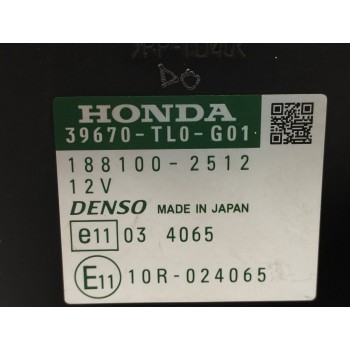 HONDA
39670-TL0-G01
188100-2512
12V
DENSO MADE IN JAPAN
e11 03 4065
E11 10R-024065